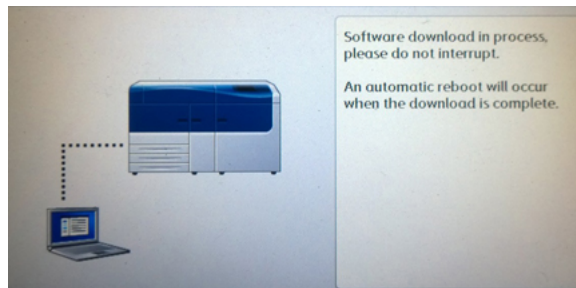 Software download in process,
please do not interrupt.
An automatic reboot will occur
when the download is complete.